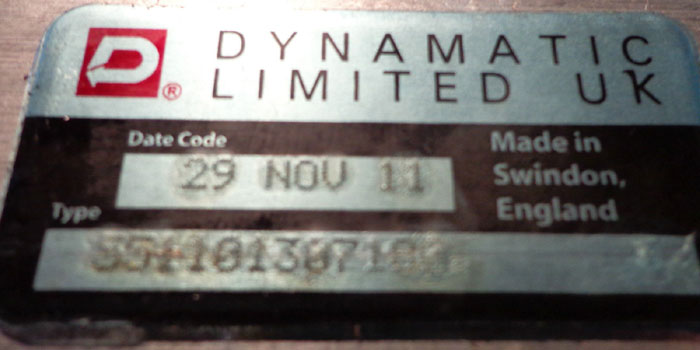 DYNAMATIC
LIMITED UK
®
Date Code
29 NOV 11
Made in
Swindon,
England
Type